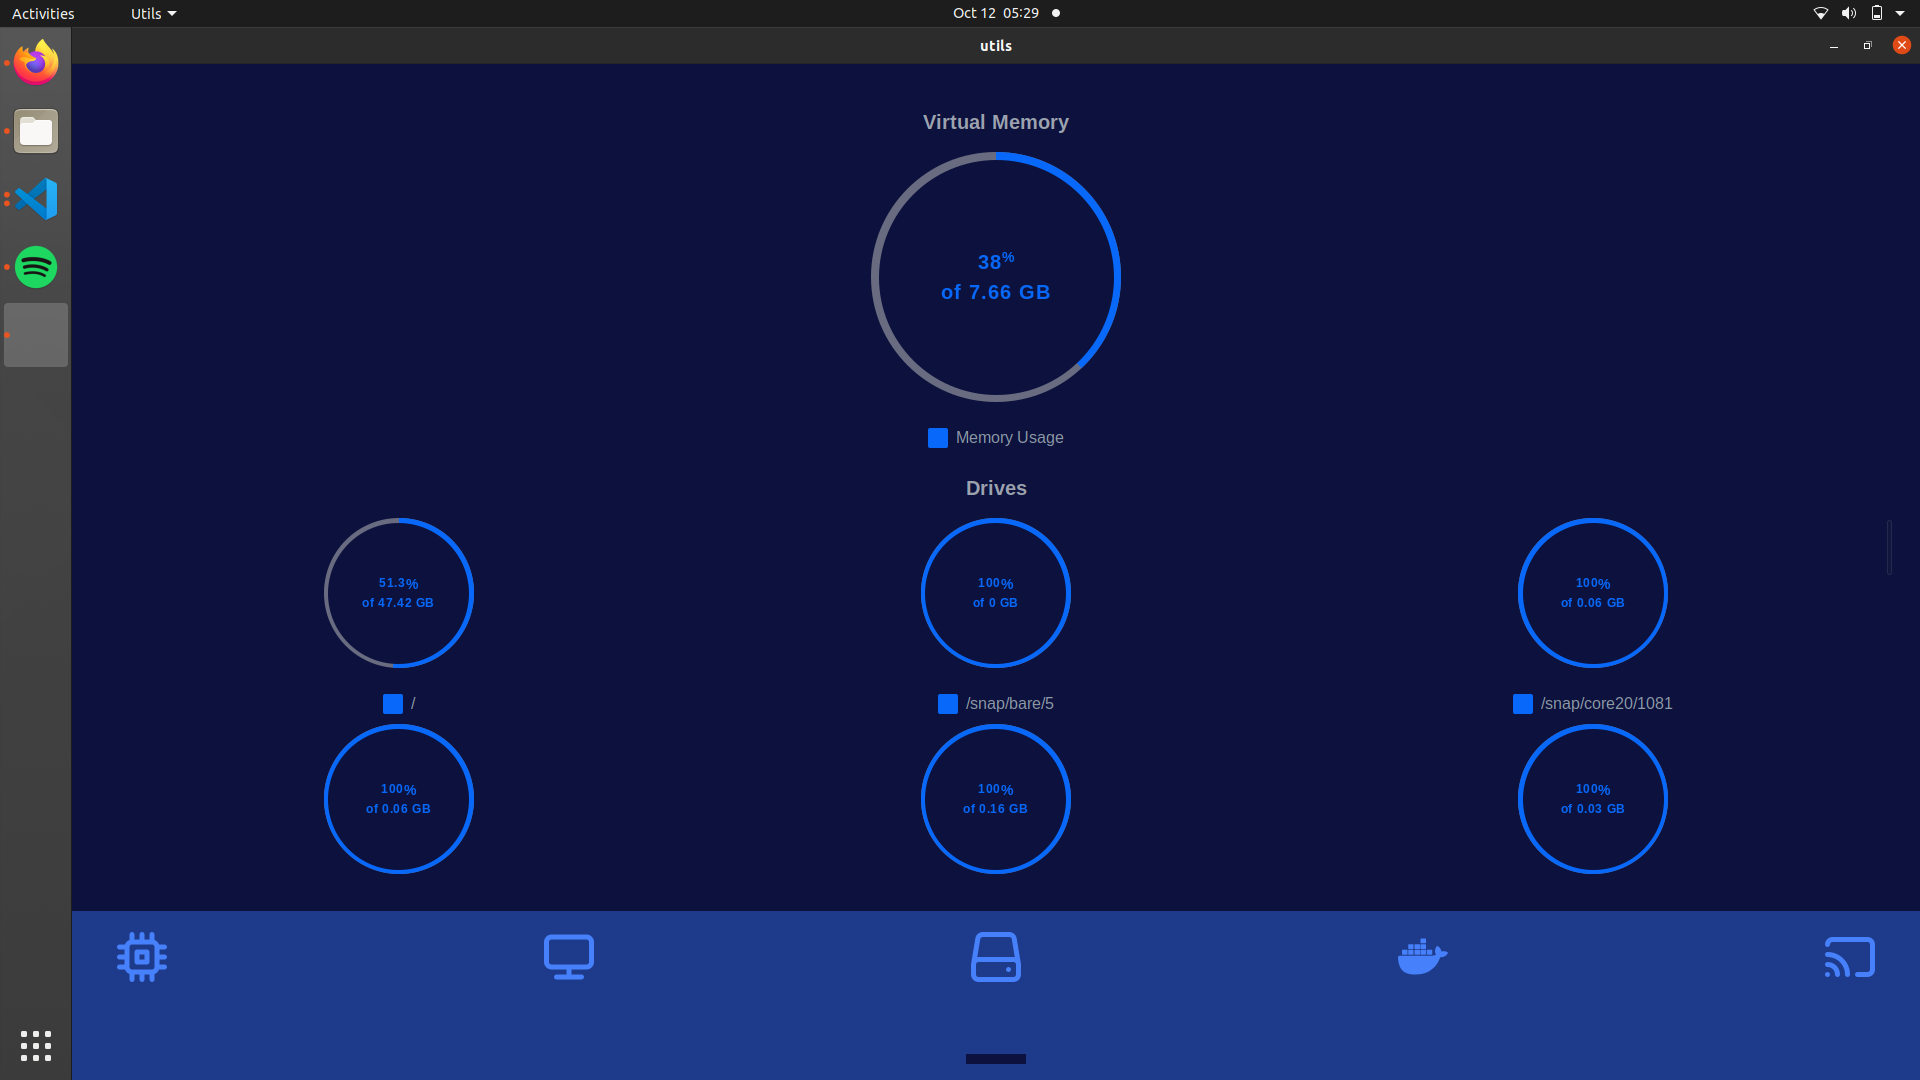 Activities
Utils
Oct 12 05:29
utils
Virtual Memory
38%
of 7.66 GB
Memory Usage
Drives
51.3%
of 47.42 GB
100%
of 0 GB
100%
of 0.06 GB
/
/snap/bare/5
/snap/core20/1081
100%
of 0.06 GB
100%
of 0.16 GB
100%
of 0.03 GB